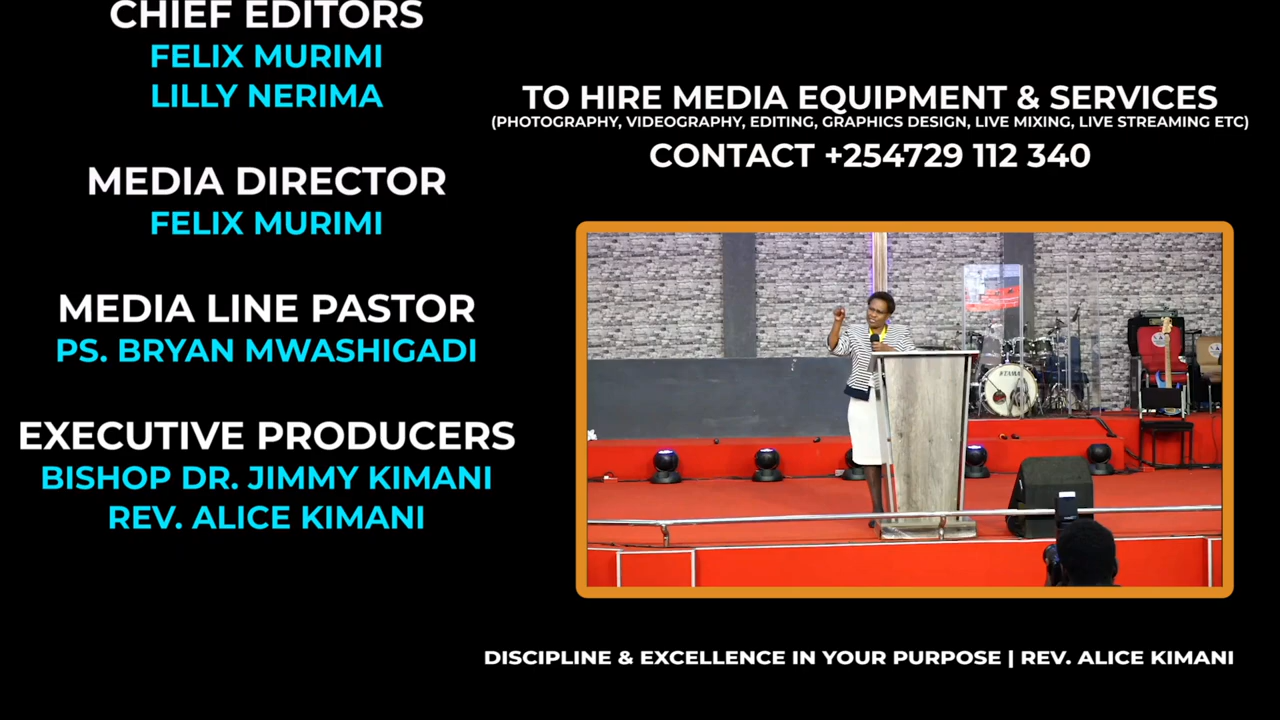 CHIEF EDITORS
FELIX MURIMI
LILLY NERIMA
MEDIA DIRECTOR
FELIX MURIMI
MEDIA LINE PASTOR
PS. BRYAN MWASHIGADI
EXECUTIVE PRODUCERS
BISHOP DR. JIMMY KIMANI
REV. ALICE KIMANI
TO HIRE MEDIA EQUIPMENT & SERVICES
(PHOTOGRAPHY, VIDEOGRAPHY, EDITING, GRAPHICS DESIGN, LIVE MIXING, LIVE STREAMING ETC)
CONTACT +254729 112 340
TAMA
DISCIPLINE & EXCELLENCE IN YOUR PURPOSE | REV. ALICE KIMANI